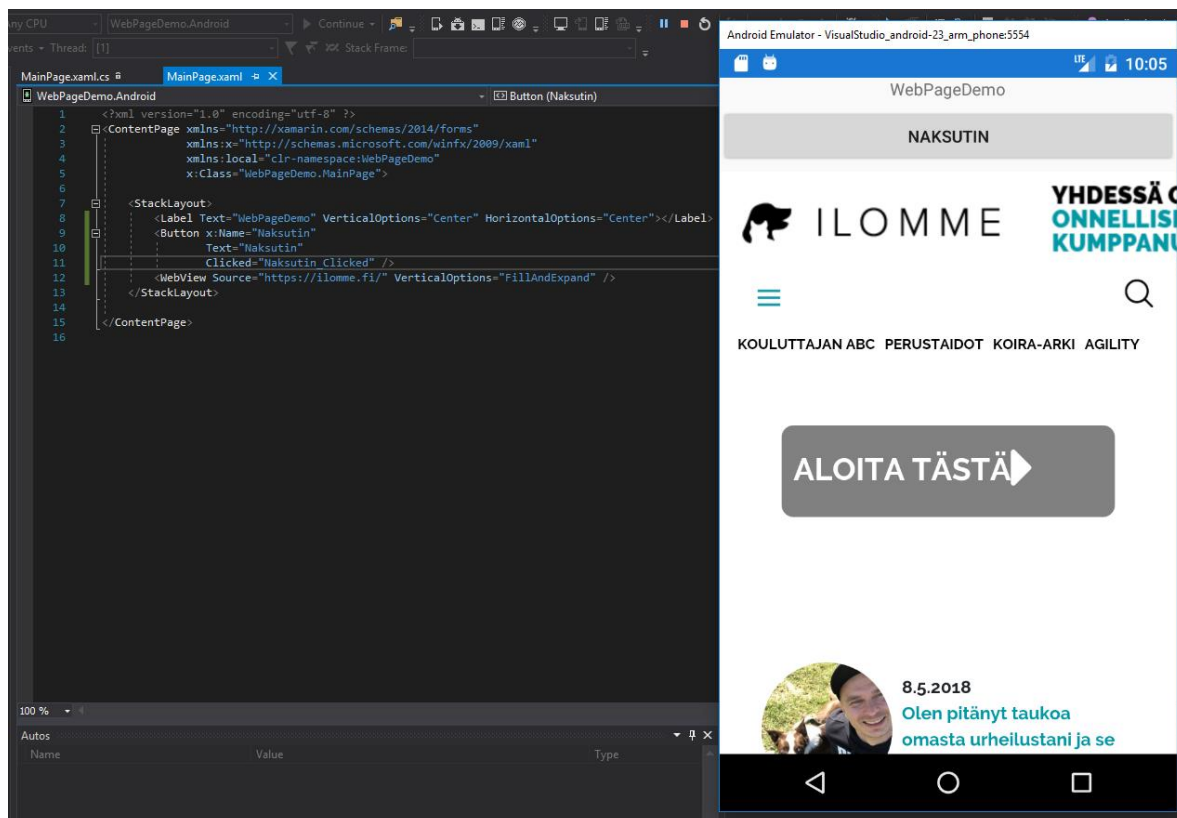 Any CPU WebPageDemo.Android Continue
vents Thread: [1] Stack Frame:
MainPage.xaml.cs MainPage.xaml
WebPageDemo.Android Button (Naksutin)
1 <?xml version="1.0" encoding="utf-8" ?>
2 <ContentPage xmlns="http://xamarin.com/schemas/2014/forms"
3 xmlns:x="http://schemas.microsoft.com/winfx/2009/xaml"
4 xmlns:local="clr-namespace:WebPageDemo"
5 x:Class="WebPageDemo.MainPage">
6
7 <StackLayout>
8 <Label Text="WebPageDemo" VerticalOptions="Center" HorizontalOptions="Center"></Label>
9 <Button x:Name="Naksutin"
10 Text="Naksutin"
11 Clicked="Naksutin_Clicked" />
12 <WebView Source="https://ilomme.fi/" VerticalOptions="FillAndExpand" />
13 </StackLayout>
14
15 </ContentPage>
16
100 %
Autos
Name Value Type
Android Emulator - VisualStudio_android-23_arm_phone:5554
LTE 10:05
WebPageDemo
NAKSUTIN
ILOMME
YHDESSÄ O
ONNELLISE
KUMPPANU
KOULUTTAJAN ABC PERUSTAIDOT KOIRA-ARKI AGILITY
ALOITA TÄSTÄ
8.5.2018
Olen pitänyt taukoa
omasta urheilustani ja se